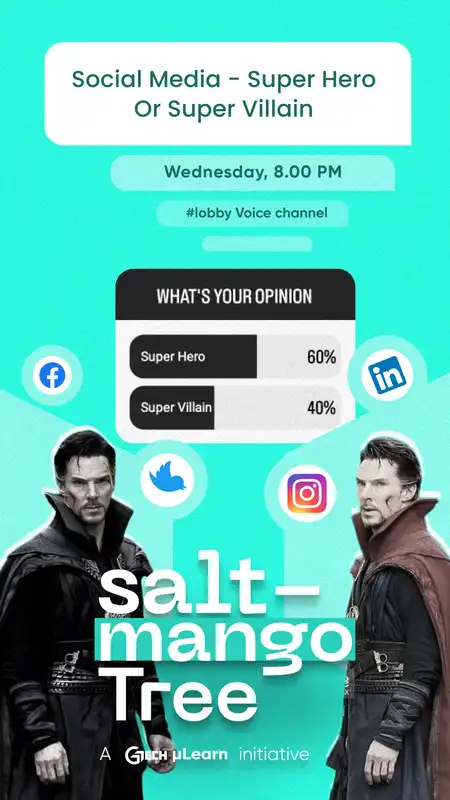 Social Media - Super Hero
Or Super Villain
Wednesday, 8.00 PM
#lobby Voice channel
WHAT'S YOUR OPINION
Super Hero 60%
Super Villain 40%
in
salt-
mango
Tree
A GTECH µLearn initiative